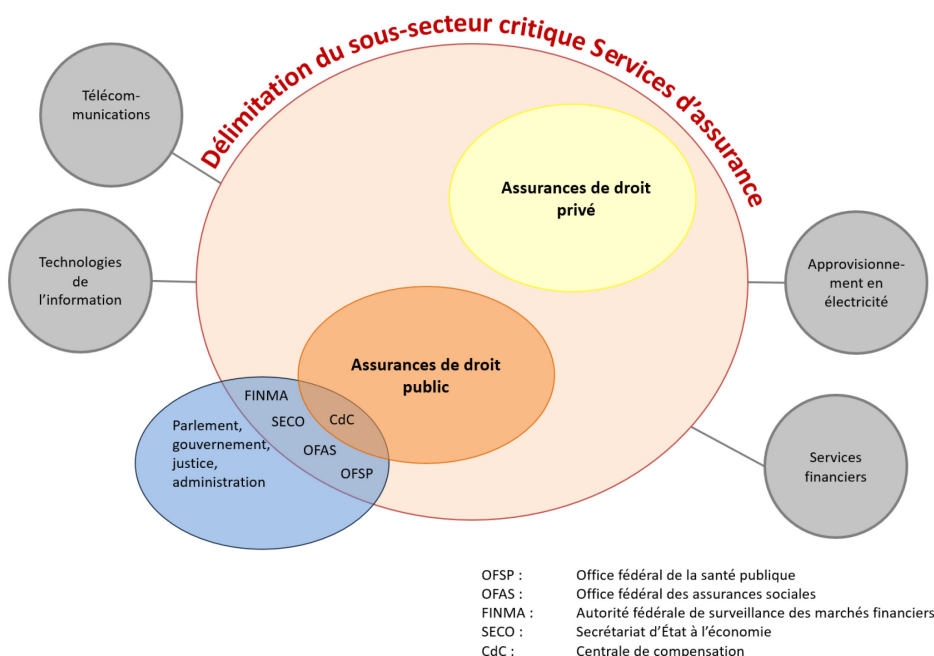 Délimitation du sous-secteur critique Services d'assurance
Télécom-
munications
Assurances de droit
privé
Technologies
de
l'information
Approvisionne-
ment en
électricité
Assurances de droit
public
FINMA
SECO
CdC
OFAS
OFSP
Parlement,
gouvernement,
justice,
administration
Services
financiers
OFSP : Office fédéral de la santé publique
OFAS : Office fédéral des assurances sociales
FINMA : Autorité fédérale de surveillance des marchés financiers
SECO : Secrétariat d'État à l'économie
CdC : Centrale de compensation